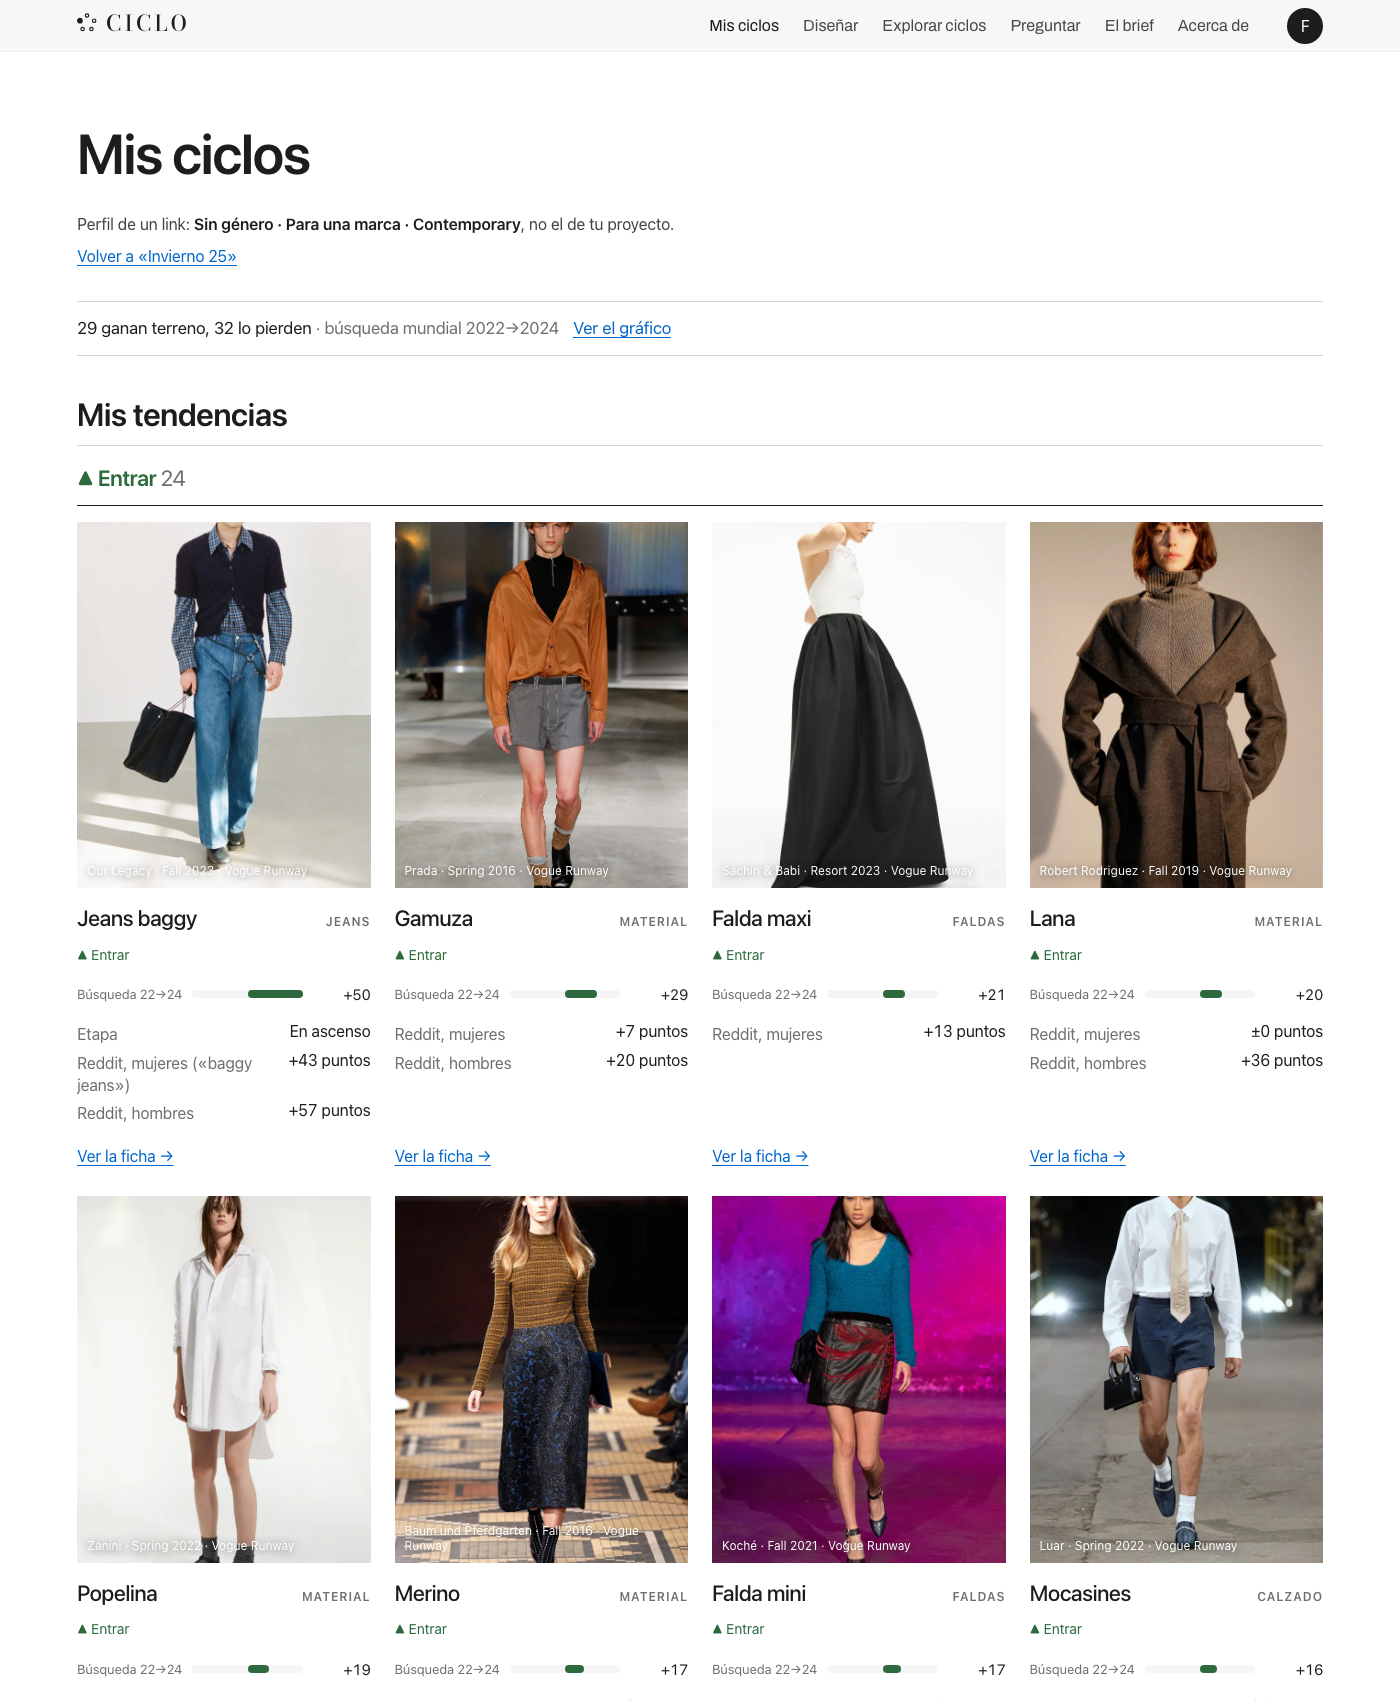 CICLO
Mis ciclos
Diseñar
Explorar ciclos
Preguntar
El brief
Acerca de
F
Mis ciclos
Perfil de un link: Sin género · Para una marca · Contemporary, no el de tu proyecto.
Volver a «Invierno 25»
29 ganan terreno, 32 lo pierden · búsqueda mundial 2022→2024 Ver el gráfico
Mis tendencias
▲ Entrar 24
Our Legacy · Fall 2023 · Vogue Runway
Jeans baggy
JEANS
▲ Entrar
Búsqueda 22→24
+50
Etapa
En ascenso
Reddit, mujeres («baggy
jeans»)
+43 puntos
Reddit, hombres
+57 puntos
Ver la ficha →
Prada · Spring 2016 · Vogue Runway
Gamuza
MATERIAL
▲ Entrar
Búsqueda 22→24
+29
Reddit, mujeres
+7 puntos
Reddit, hombres
+20 puntos
Ver la ficha →
Sachin & Babi · Resort 2023 · Vogue Runway
Falda maxi
FALDAS
▲ Entrar
Búsqueda 22→24
+21
Reddit, mujeres
+13 puntos
Ver la ficha →
Robert Rodriguez · Fall 2019 · Vogue Runway
Lana
MATERIAL
▲ Entrar
Búsqueda 22→24
+20
Reddit, mujeres
±0 puntos
Reddit, hombres
+36 puntos
Ver la ficha →
Zanini · Spring 2022 · Vogue Runway
Popelina
MATERIAL
▲ Entrar
Búsqueda 22→24
+19
Baum und Pferdgarten · Fall 2016 · Vogue
Runway
Merino
MATERIAL
▲ Entrar
Búsqueda 22→24
+17
Koché · Fall 2021 · Vogue Runway
Falda mini
FALDAS
▲ Entrar
Búsqueda 22→24
+17
Luar · Spring 2022 · Vogue Runway
Mocasines
CALZADO
▲ Entrar
Búsqueda 22→24
+16